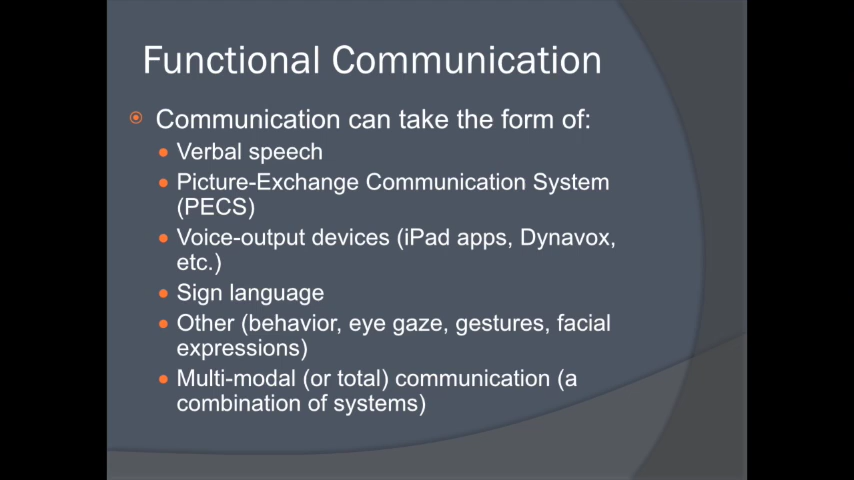 Functional Communication
Communication can take the form of:
Verbal speech
Picture-Exchange Communication System
(PECS)
Voice-output devices (iPad apps, Dynavox,
etc.)
Sign language
Other (behavior, eye gaze, gestures, facial
expressions)
Multi-modal (or total) communication (a
combination of systems)